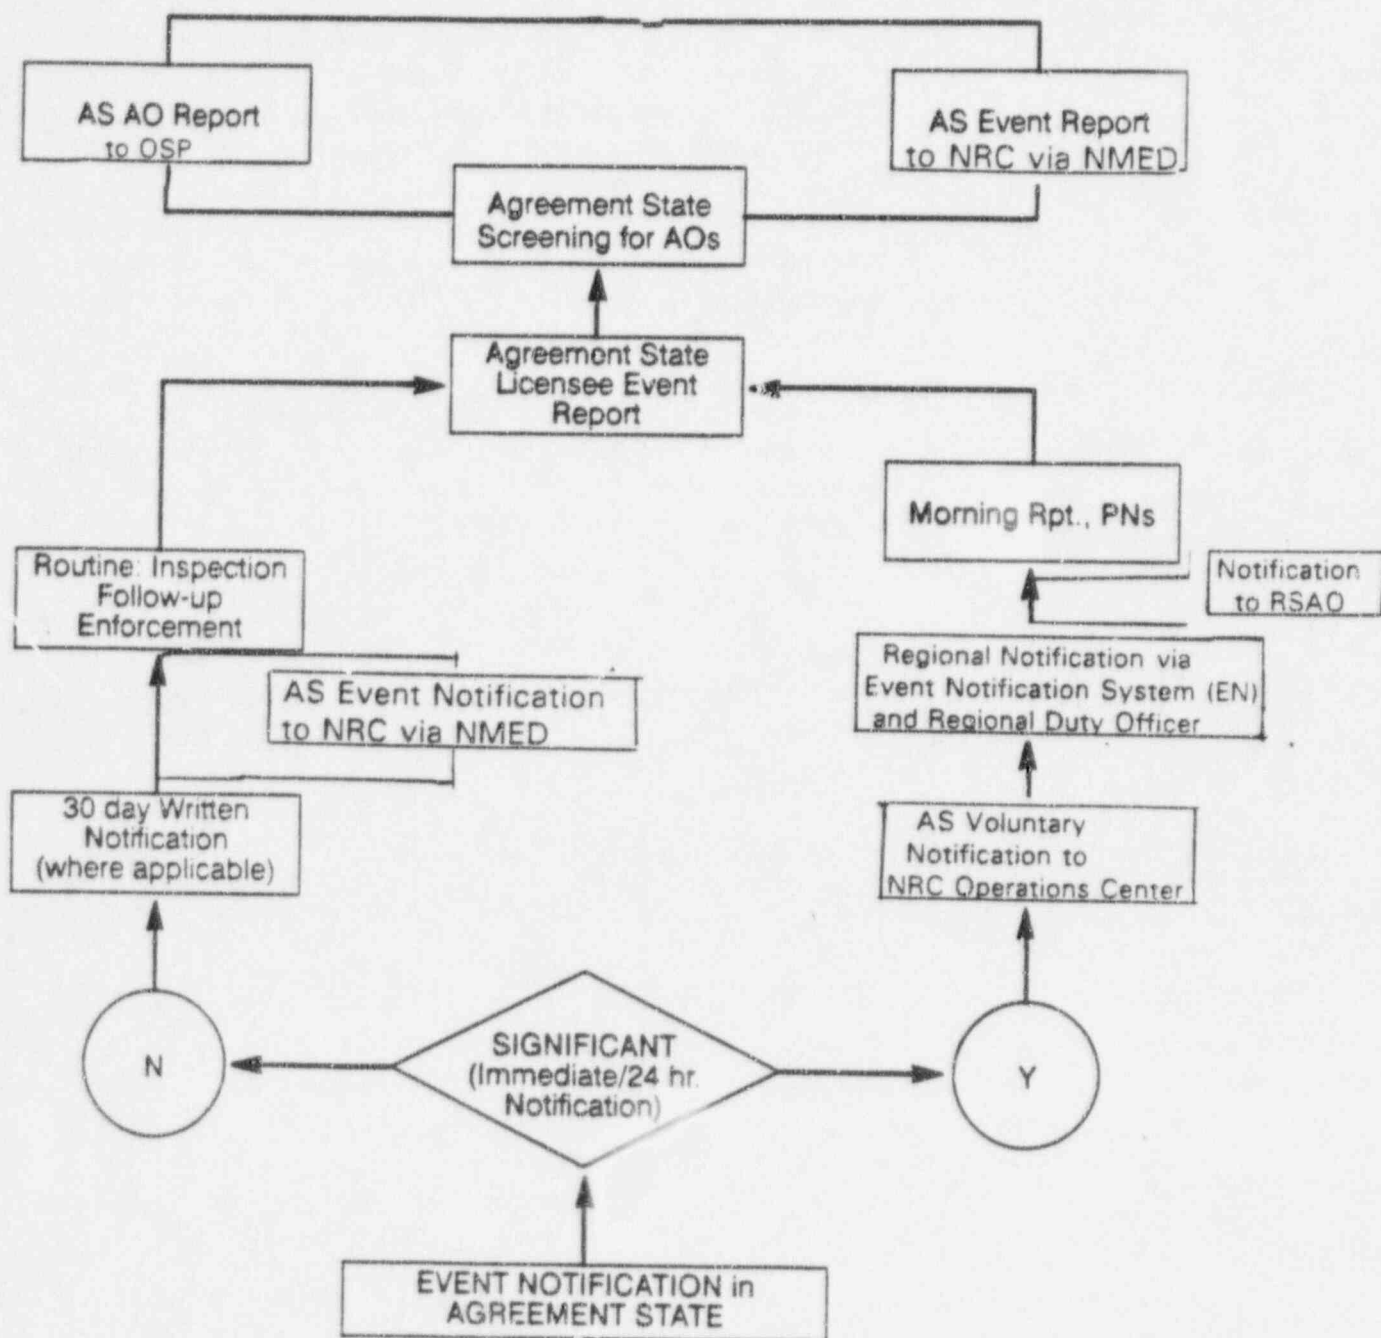 AS AO Report
to OSP
AS Event Report
to NRC via NMED
Agreement State
Screening for AOs
Agreement State
Licensee Event
Report
Morning Rpt., PNs
Routine: Inspection
Follow-up
Enforcement
Notification
to RSAO
AS Event Notification
to NRC via NMED
Regional Notification via
Event Notification System (EN)
and Regional Duty Officer
30 day Written
Notification
(where applicable)
AS Voluntary
Notification to
NRC Operations Center
N
SIGNIFICANT
(Immediate/24 hr.
Notification)
Y
EVENT NOTIFICATION in
AGREEMENT STATE